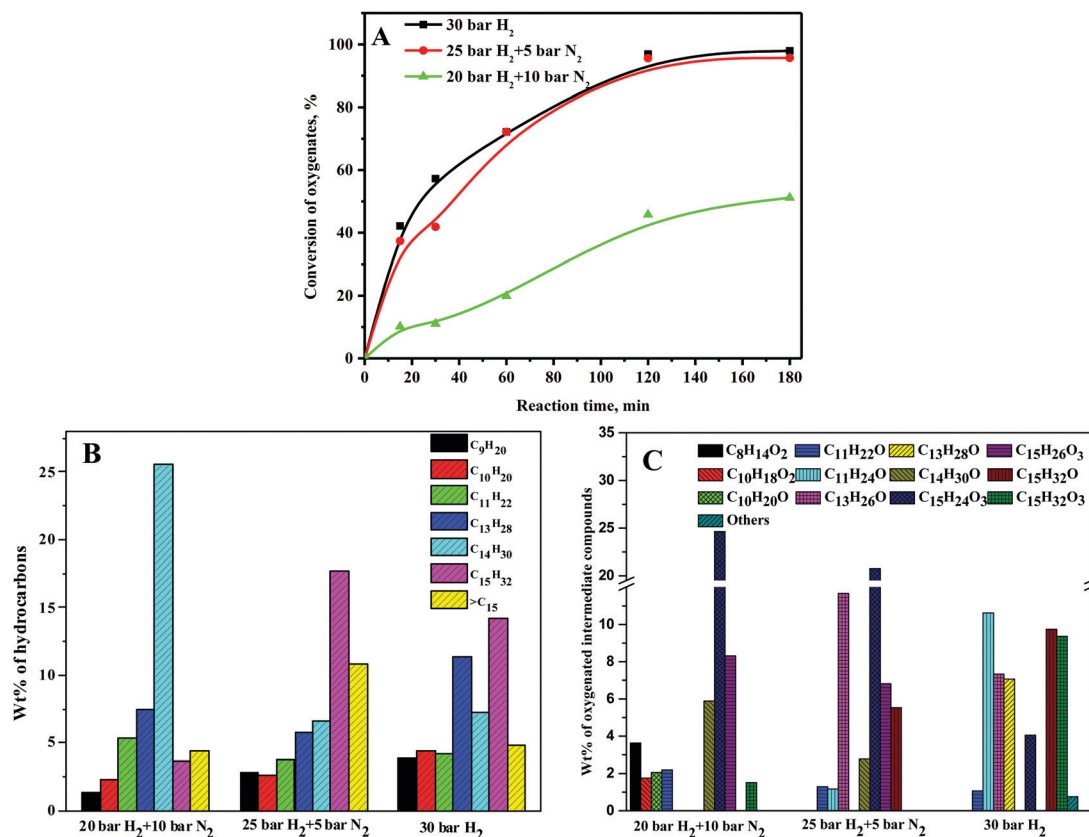 A
30 bar H₂
25 bar H₂+5 bar N₂
20 bar H₂+10 bar N₂
100
80
60
40
20
0
Conversion of oxygenates, %
0 20 40 60 80 100 120 140 160 180
Reaction time, min
B
C₉H₂₀
C₁₀H₂₀
C₁₁H₂₂
C₁₃H₂₈
C₁₄H₃₀
C₁₅H₃₂
>C₁₅
25
20
15
10
5
0
Wt% of hydrocarbons
20 bar H₂+10 bar N₂ 25 bar H₂+5 bar N₂ 30 bar H₂
C
C₈H₁₄O₂ C₁₁H₂₂O C₁₃H₂₈O C₁₅H₂₆O₃
C₁₀H₁₈O₂ C₁₁H₂₄O C₁₄H₃₀O C₁₅H₃₂O
C₁₀H₂₀O C₁₃H₂₆O C₁₅H₂₄O₃ C₁₅H₃₂O₃
Others
35
30
25
20
10
8
6
4
2
0
Wt% of oxygenated intermediate compounds
20 bar H₂+10 bar N₂ 25 bar H₂+5 bar N₂ 30 bar H₂